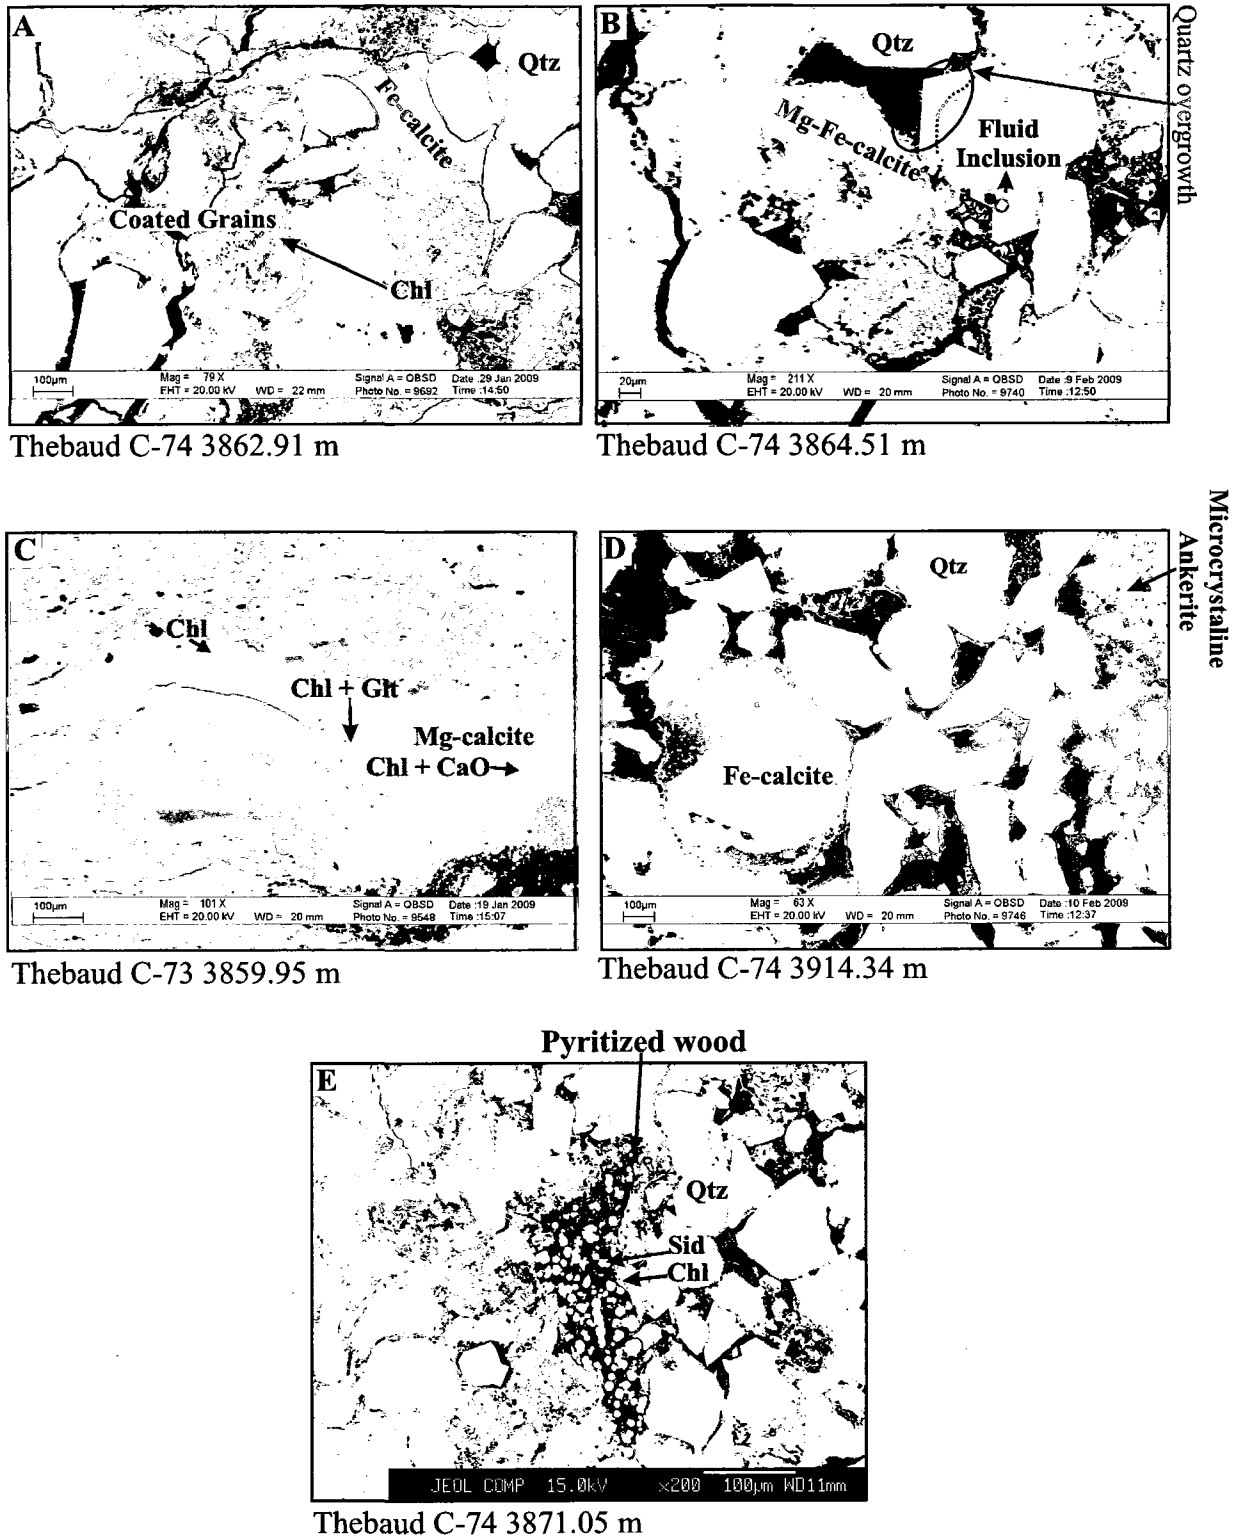 A
Qtz
Fe-calcite
Coated Grains
Chl
100µm
Mag = 79 X
EHT = 20.00 kV WD = 22 mm
Signal A = QBSD Date :29 Jan 2009
Photo No. = 9692 Time :14:50
Thebaud C-74 3862.91 m
B
Qtz
Quartz overgrowth
Mg-Fe-calcite
Fluid
Inclusion
20µm
Mag = 211 X
EHT = 20.00 kV WD = 20 mm
Signal A = QBSD Date :9 Feb 2009
Photo No. = 9740 Time :12:50
Thebaud C-74 3864.51 m
C
Chl
Chl + Glt
Mg-calcite
Chl + CaO
100µm
Mag = 101 X
EHT = 20.00 kV WD = 20 mm
Signal A = QBSD Date :19 Jan 2009
Photo No. = 9548 Time :15:07
Thebaud C-73 3859.95 m
D
Qtz
Microcrystaline
Ankerite
Fe-calcite
100µm
Mag = 63 X
EHT = 20.00 kV WD = 20 mm
Signal A = QBSD Date :10 Feb 2009
Photo No. = 9746 Time :12:37
Thebaud C-74 3914.34 m
Pyritized wood
E
Qtz
Sid
Chl
JEOL COMP 15.0kV x200 100µm WD11mm
Thebaud C-74 3871.05 m